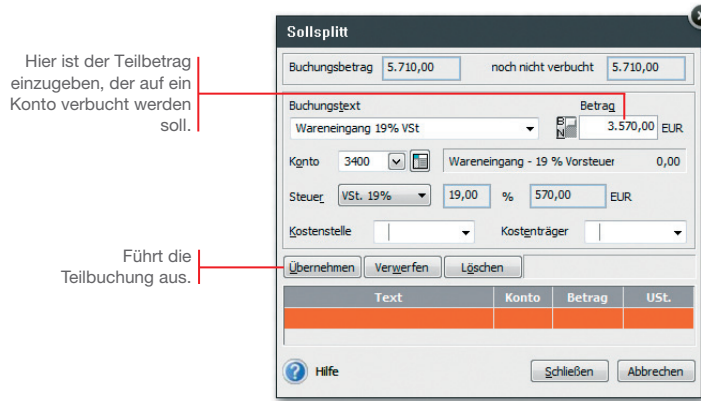 Sollsplitt
Hier ist der Teilbetrag
einzugeben, der auf ein
Konto verbucht werden
soll.
Buchungsbetrag 5.710,00 noch nicht verbucht 5.710,00
Buchungstext Betrag
Wareneingang 19% VSt B N 3.570,00 EUR
Konto 3400 Wareneingang - 19 % Vorsteuer 0,00
Steuer VSt. 19% 19,00 % 570,00 EUR
Kostenstelle Kostenträger
Führt die
Teilbuchung aus.
Übernehmen Verwerfen Löschen
Text Konto Betrag USt.
Hilfe Schließen Abbrechen